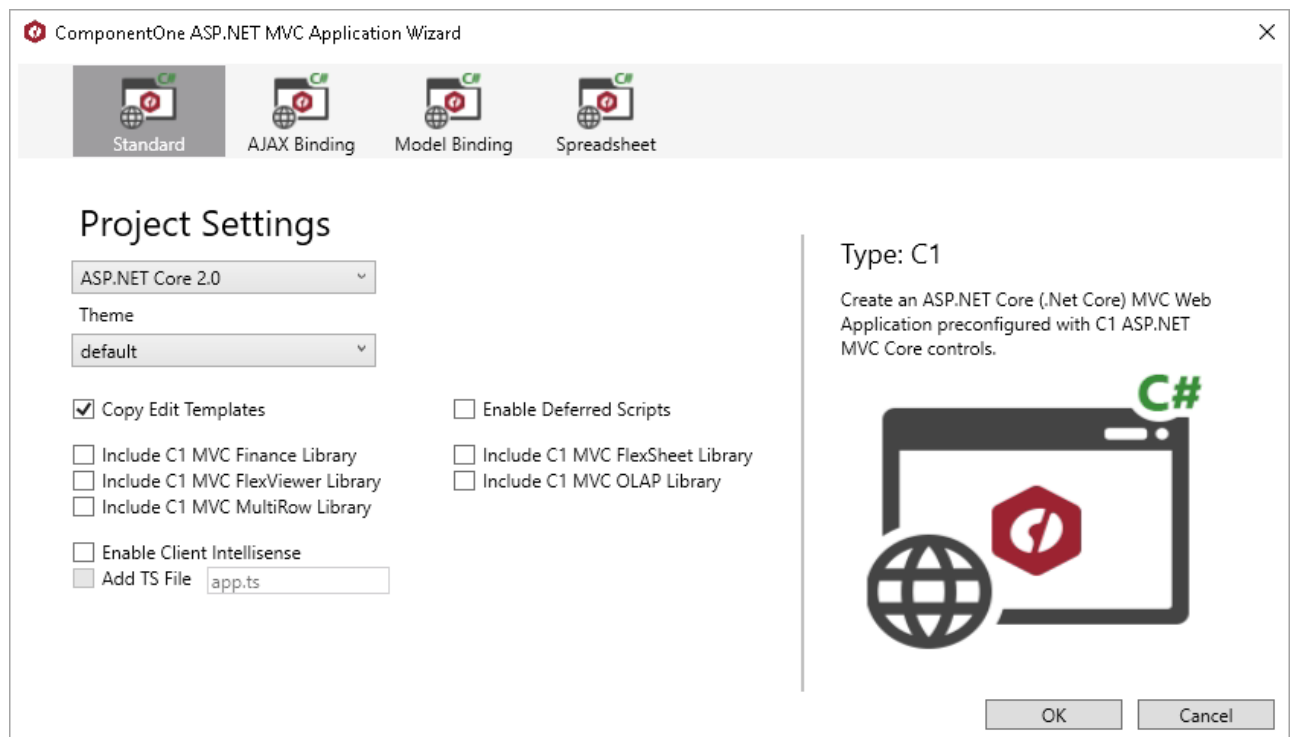 ComponentOne ASP.NET MVC Application Wizard
C# C# C# C#
Standard AJAX Binding Model Binding Spreadsheet
Project Settings
ASP.NET Core 2.0
Theme
default
Copy Edit Templates Enable Deferred Scripts
Include C1 MVC Finance Library Include C1 MVC FlexSheet Library
Include C1 MVC FlexViewer Library Include C1 MVC OLAP Library
Include C1 MVC MultiRow Library
Enable Client Intellisense
Add TS File app.ts
Type: C1
Create an ASP.NET Core (.Net Core) MVC Web
Application preconfigured with C1 ASP.NET
MVC Core controls.
C#
OK Cancel